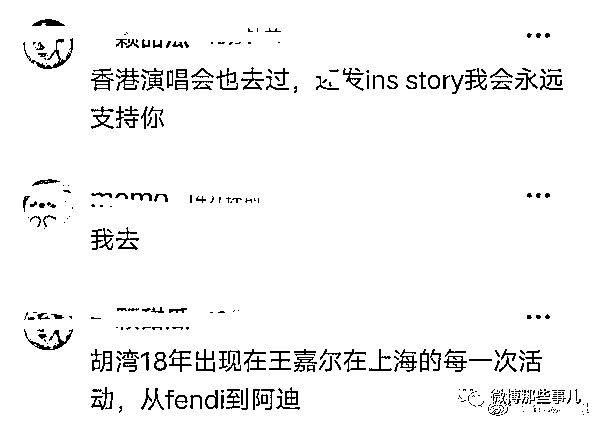 香港演唱会也去过，还发ins story我会永远
支持你
momo
我去
胡湾18年出现在王嘉尔在上海的每一次活
动，从fendi到阿迪
微博那些事儿